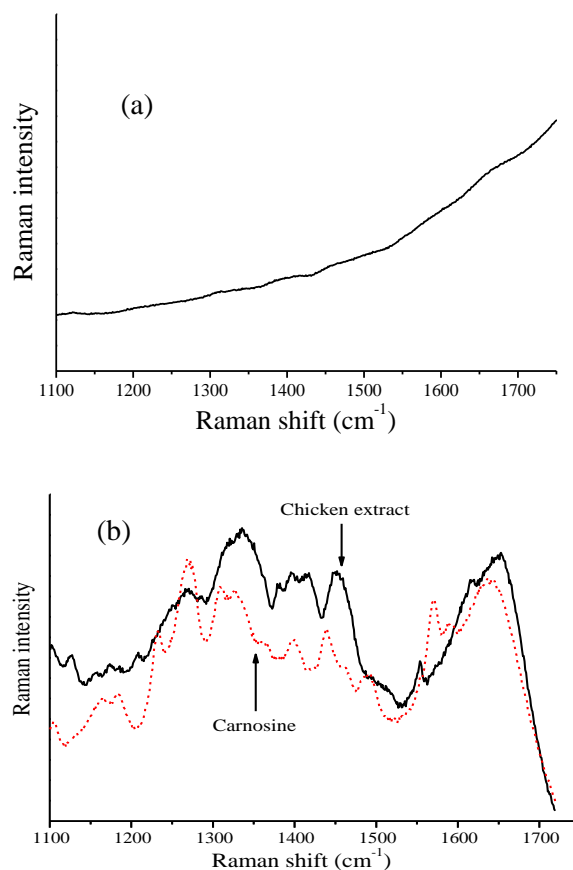 (a)
Raman intensity
1100 1200 1300 1400 1500 1600 1700
Raman shift (cm⁻¹)
(b)
Chicken extract
Raman intensity
Carnosine
1100 1200 1300 1400 1500 1600 1700
Raman shift (cm⁻¹)